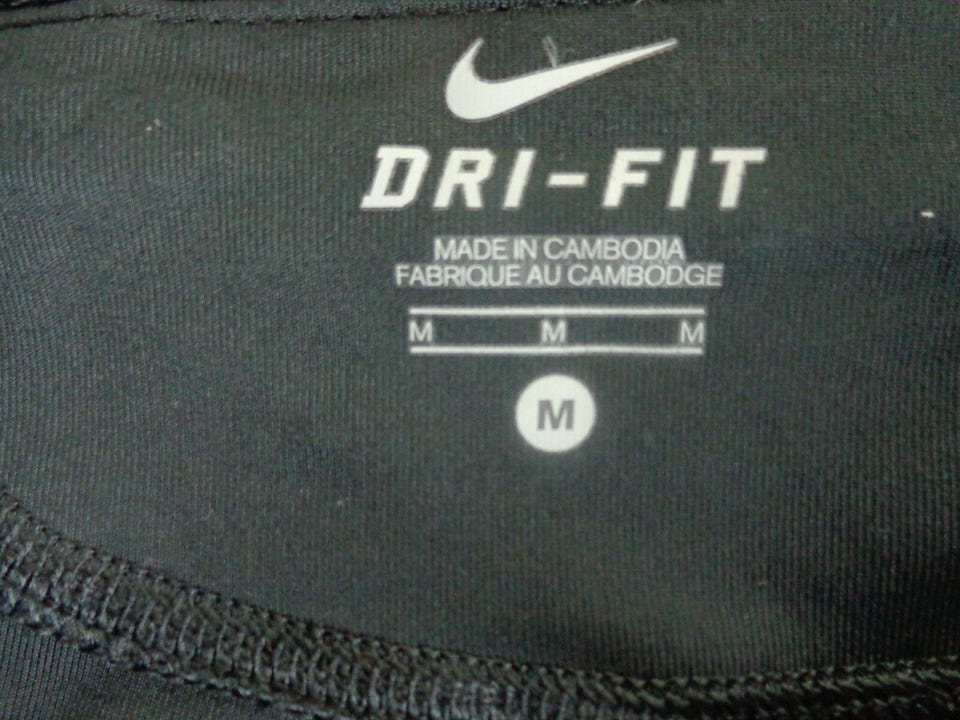 DRI-FIT
MADE IN CAMBODIA
FABRIQUE AU CAMBODGE
M M M
M